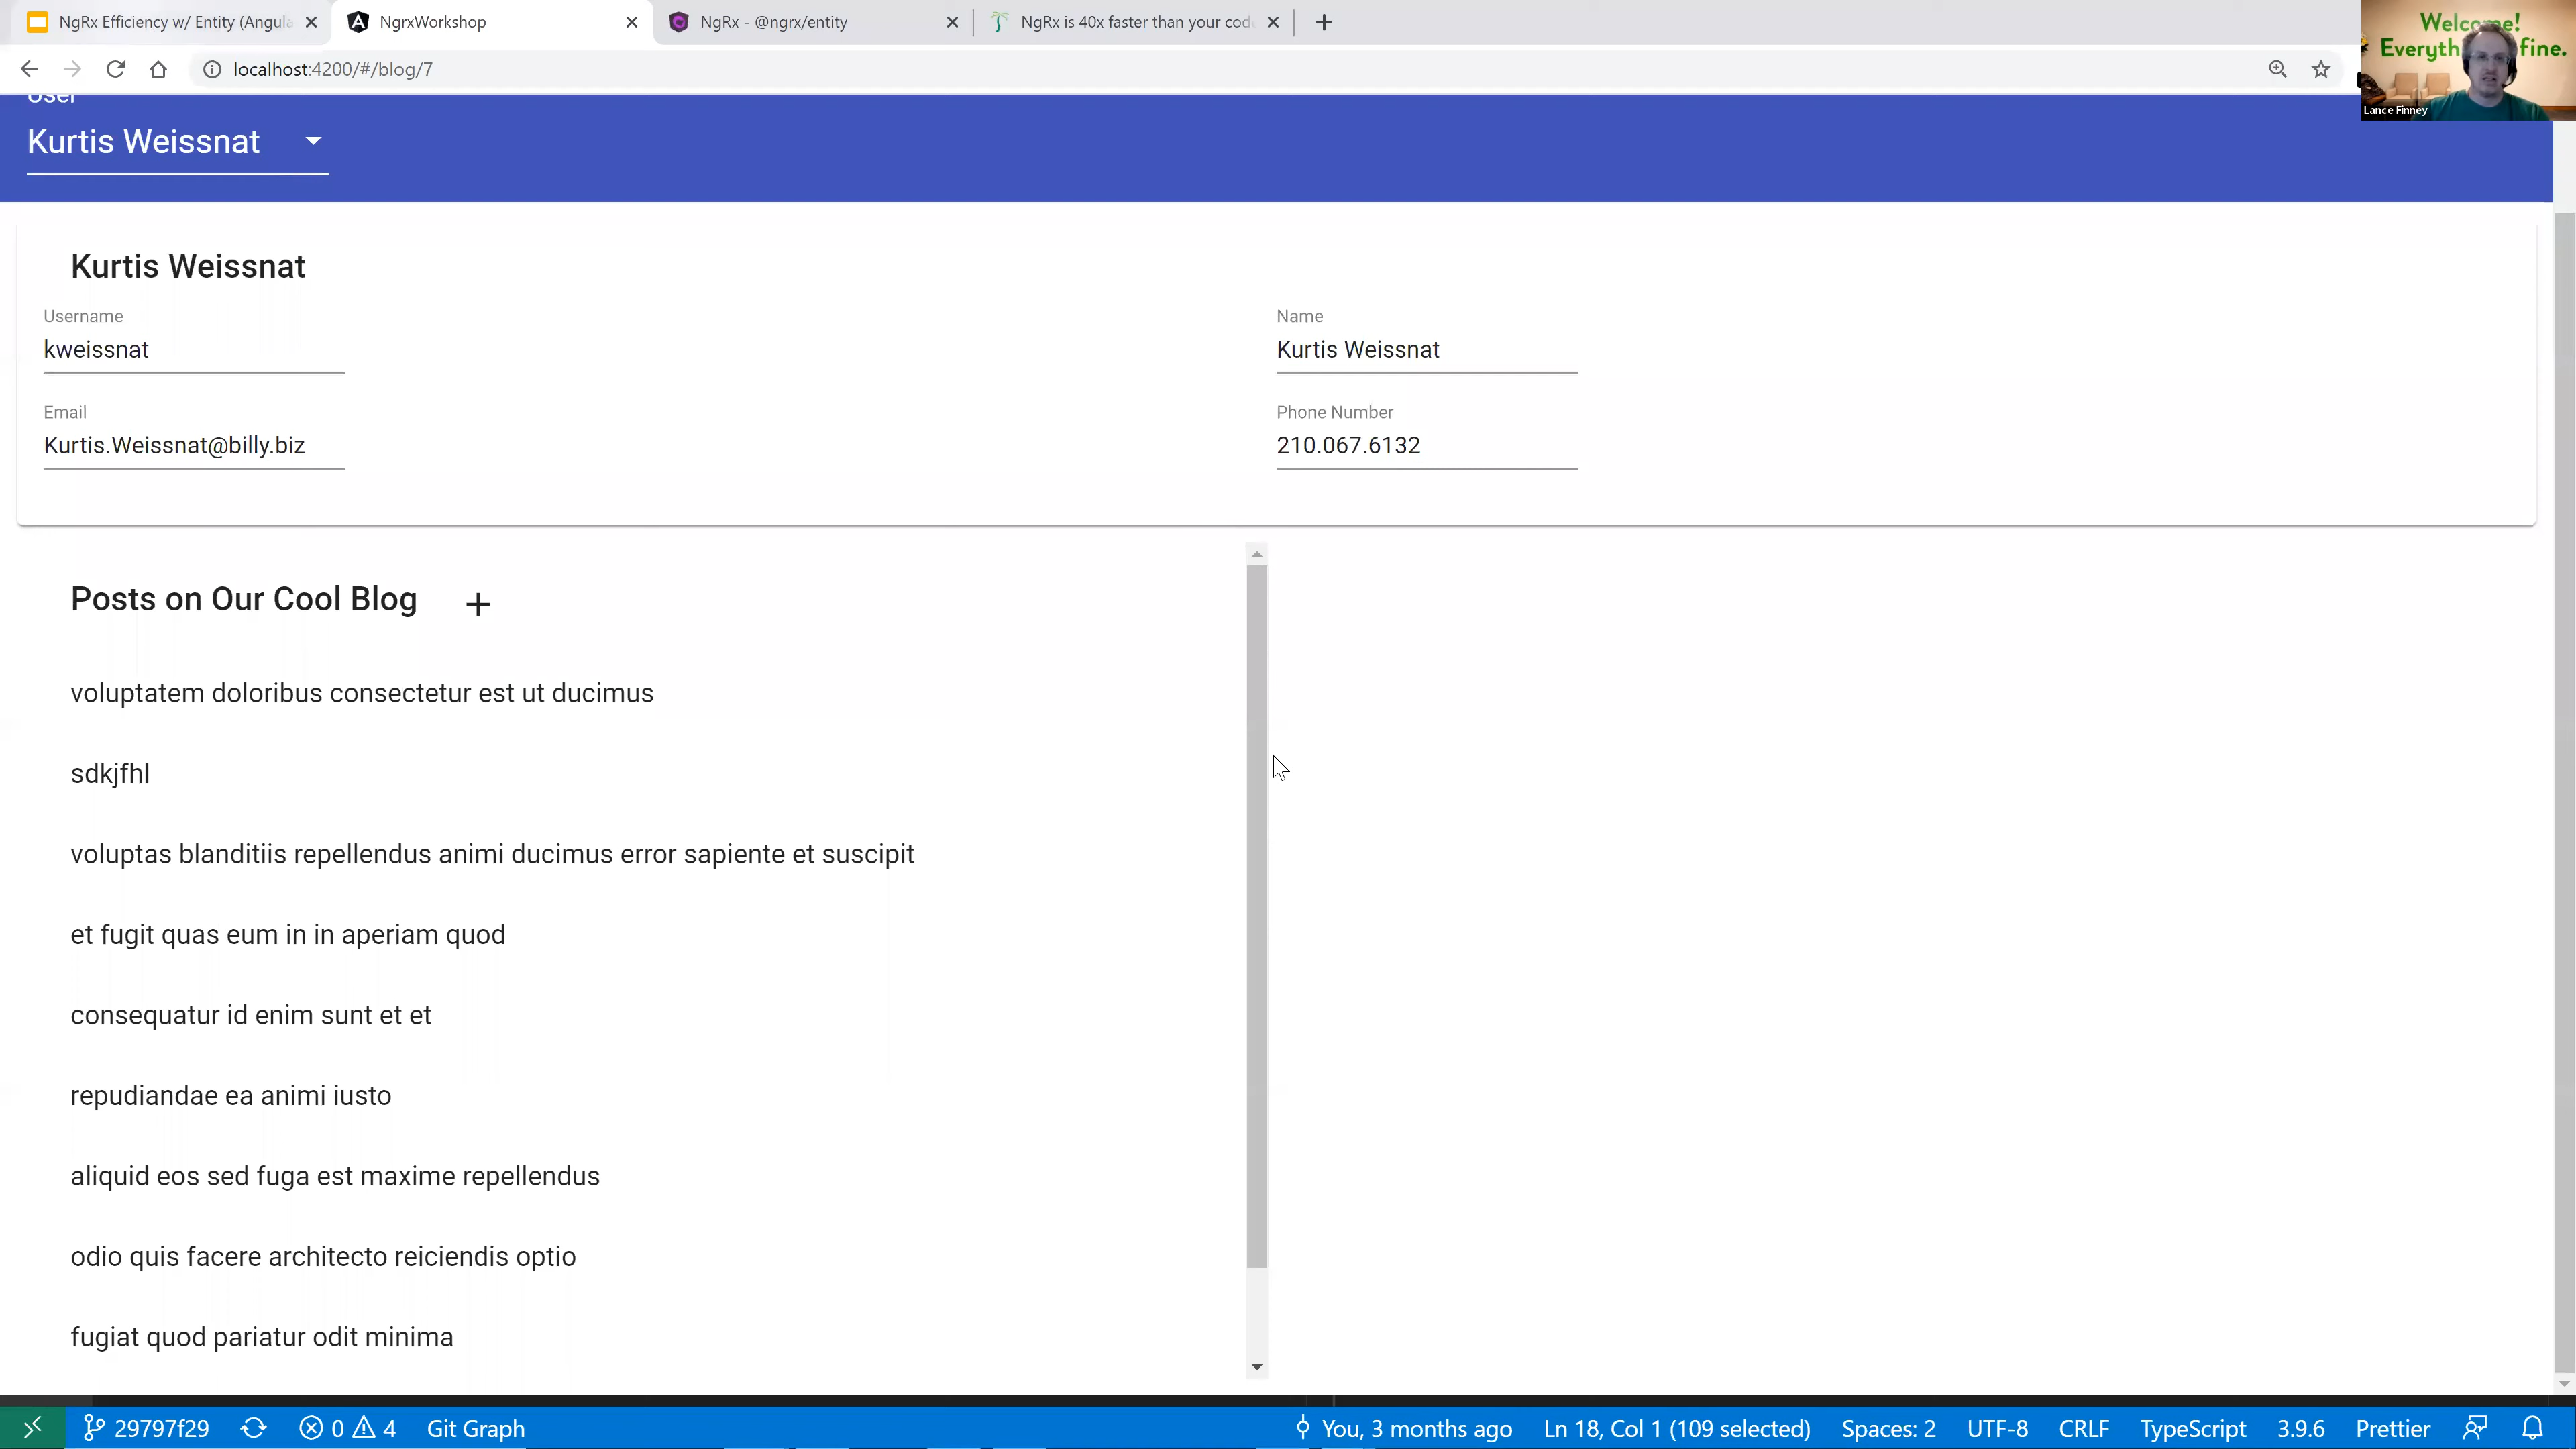 NgRx Efficiency w/ Entity (Angula
NgrxWorkshop
NgRx - @ngrx/entity
NgRx is 40x faster than your cod
localhost:4200/#/blog/7
Welcome!
Everything fine.
Lance Finney
User
Kurtis Weissnat
Kurtis Weissnat
Username
kweissnat
Name
Kurtis Weissnat
Email
Kurtis.Weissnat@billy.biz
Phone Number
210.067.6132
Posts on Our Cool Blog +
voluptatem doloribus consectetur est ut ducimus
sdkjfhl
voluptas blanditiis repellendus animi ducimus error sapiente et suscipit
et fugit quas eum in in aperiam quod
consequatur id enim sunt et et
repudiandae ea animi iusto
aliquid eos sed fuga est maxime repellendus
odio quis facere architecto reiciendis optio
fugiat quod pariatur odit minima
29797f29 0 4 Git Graph You, 3 months ago Ln 18, Col 1 (109 selected) Spaces: 2 UTF-8 CRLF TypeScript 3.9.6 Prettier